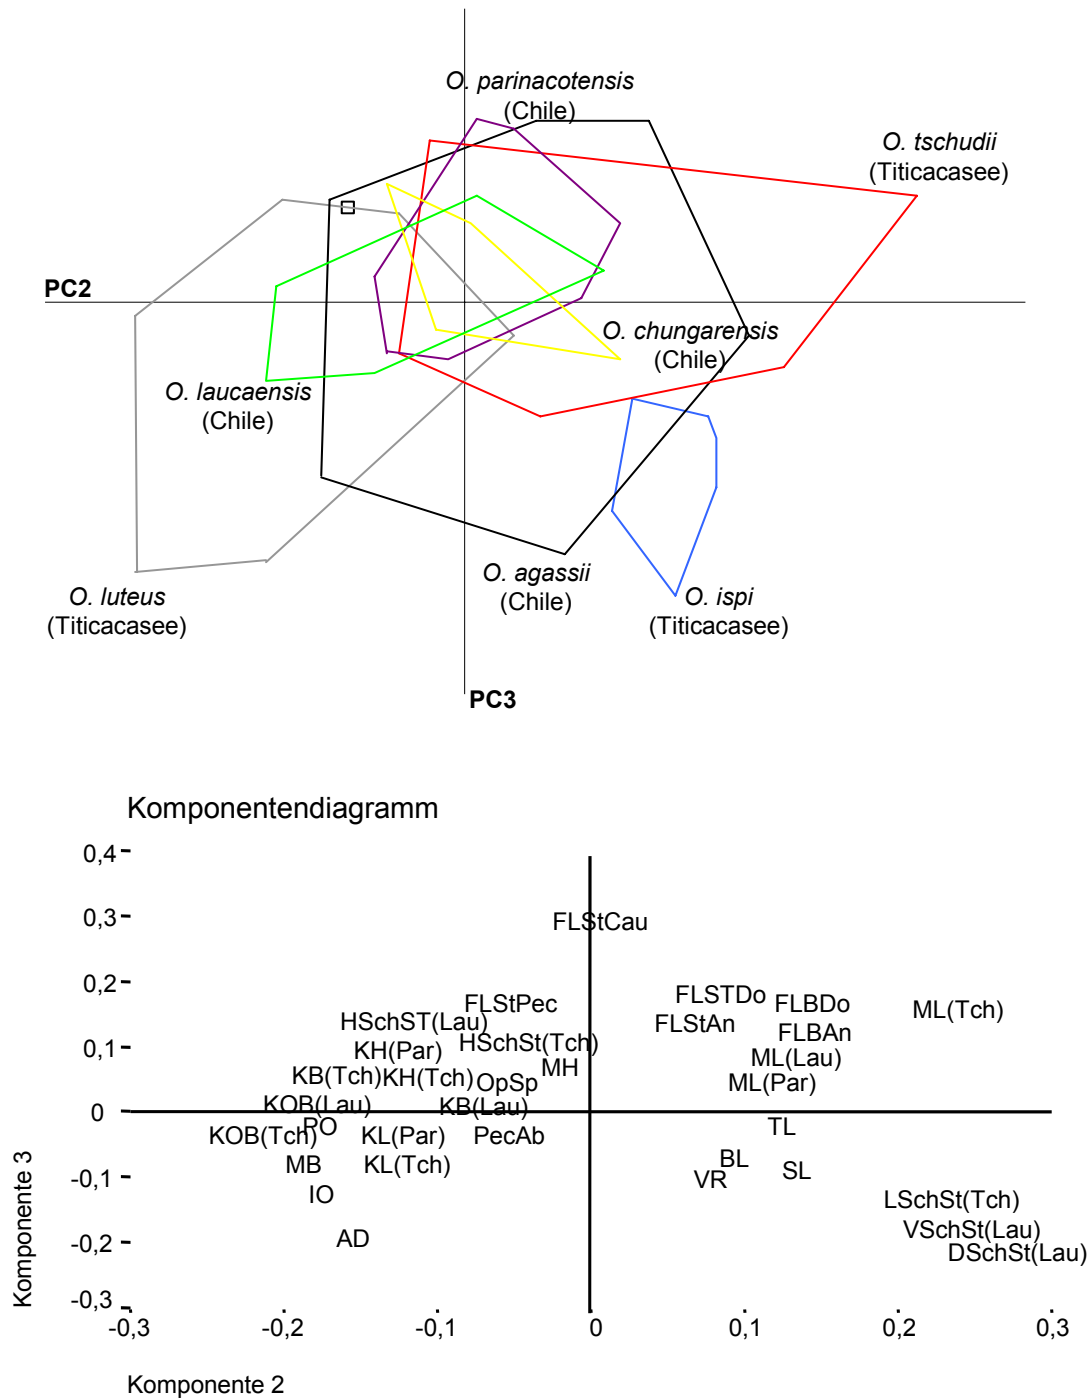 O. parinacotensis
(Chile)
O. tschudii
(Titicacasee)
PC2
O. chungarensis
(Chile)
O. laucaensis
(Chile)
O. agassii
(Chile)
O. luteus
(Titicacasee)
O. ispi
(Titicacasee)
PC3
Komponentendiagramm
0,4
0,3
FLStCau
0,2
FLStPec
FLSTDo
FLBDo
ML(Tch)
HSchST(Lau)
FLStAn
FLBAn
0,1
KH(Par)
HSchSt(Tch)
ML(Lau)
MH
KB(Tch)
KH(Tch)
OpSp
ML(Par)
KOB(Lau)
KB(Lau)
0
PO
TL
KOB(Tch)
KL(Par)
PecAb
MB
KL(Tch)
BL
SL
-0,1
VR
IO
LSchSt(Tch)
VSchSt(Lau)
-0,2
AD
DSchSt(Lau)
-0,3
-0,3
-0,2
-0,1
0
0,1
0,2
0,3
Komponente 3
Komponente 2